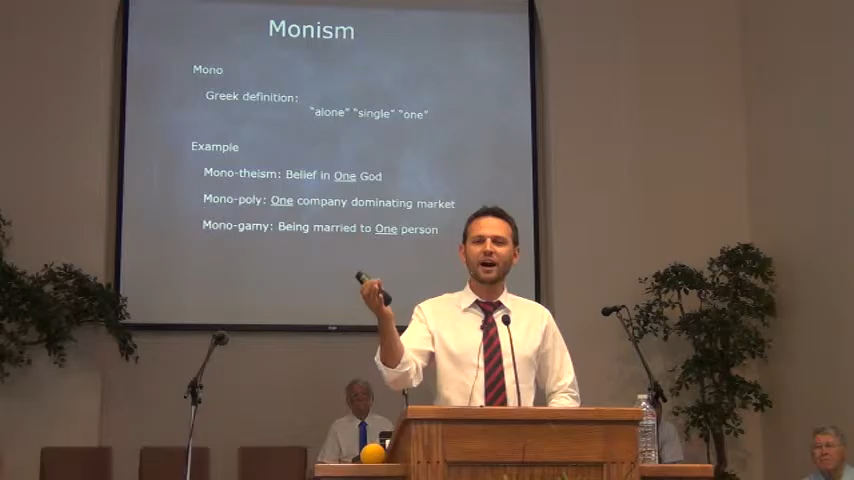 Monism
Mono
Greek definition:
"alone" "single" "one"
Example
Mono-theism: Belief in One God
Mono-poly: One company dominating market
Mono-gamy: Being married to One person